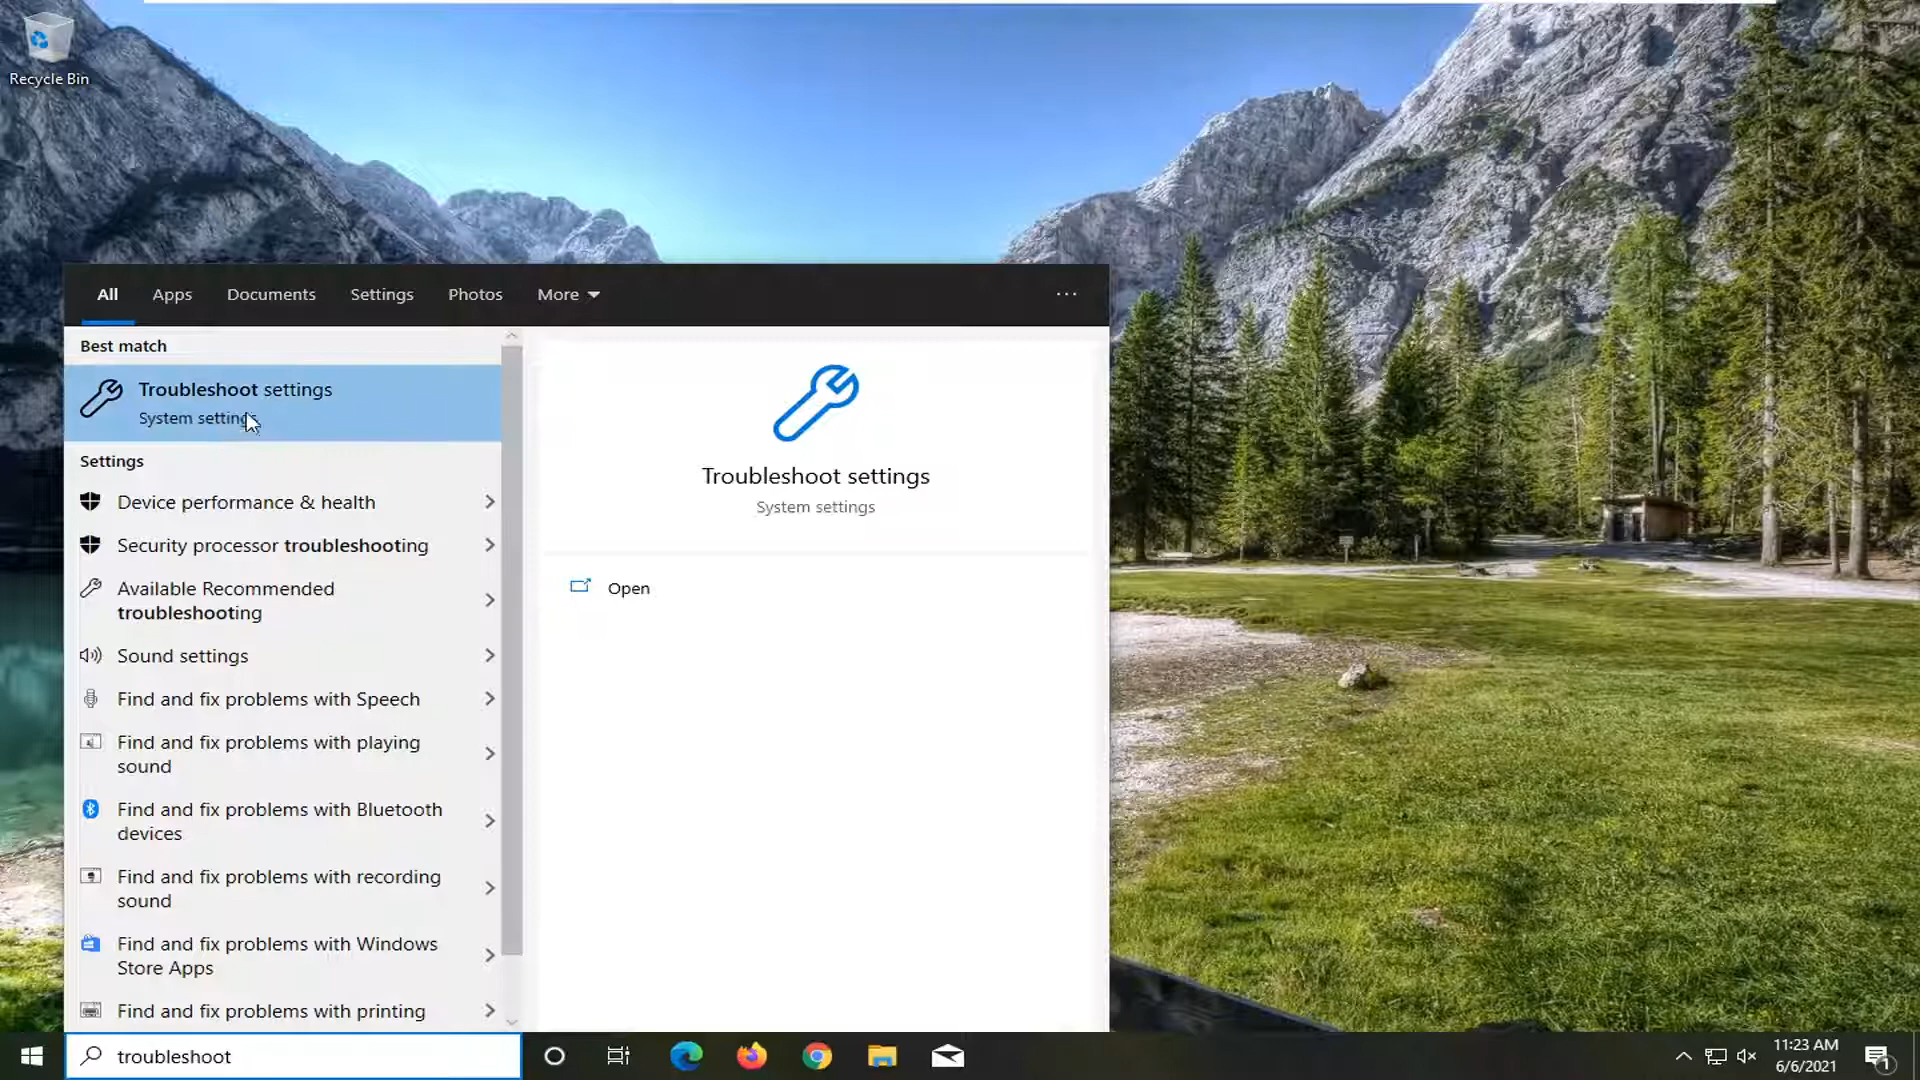 Recycle Bin
All
Apps
Documents
Settings
Photos
More
...
Best match
Troubleshoot settings
System settings
Settings
Device performance & health
Security processor troubleshooting
Available Recommended
troubleshooting
Sound settings
Find and fix problems with Speech
Find and fix problems with playing
sound
Find and fix problems with Bluetooth
devices
Find and fix problems with recording
sound
Find and fix problems with Windows
Store Apps
Find and fix problems with printing
Troubleshoot settings
System settings
Open
troubleshoot
11:23 AM
6/6/2021
1